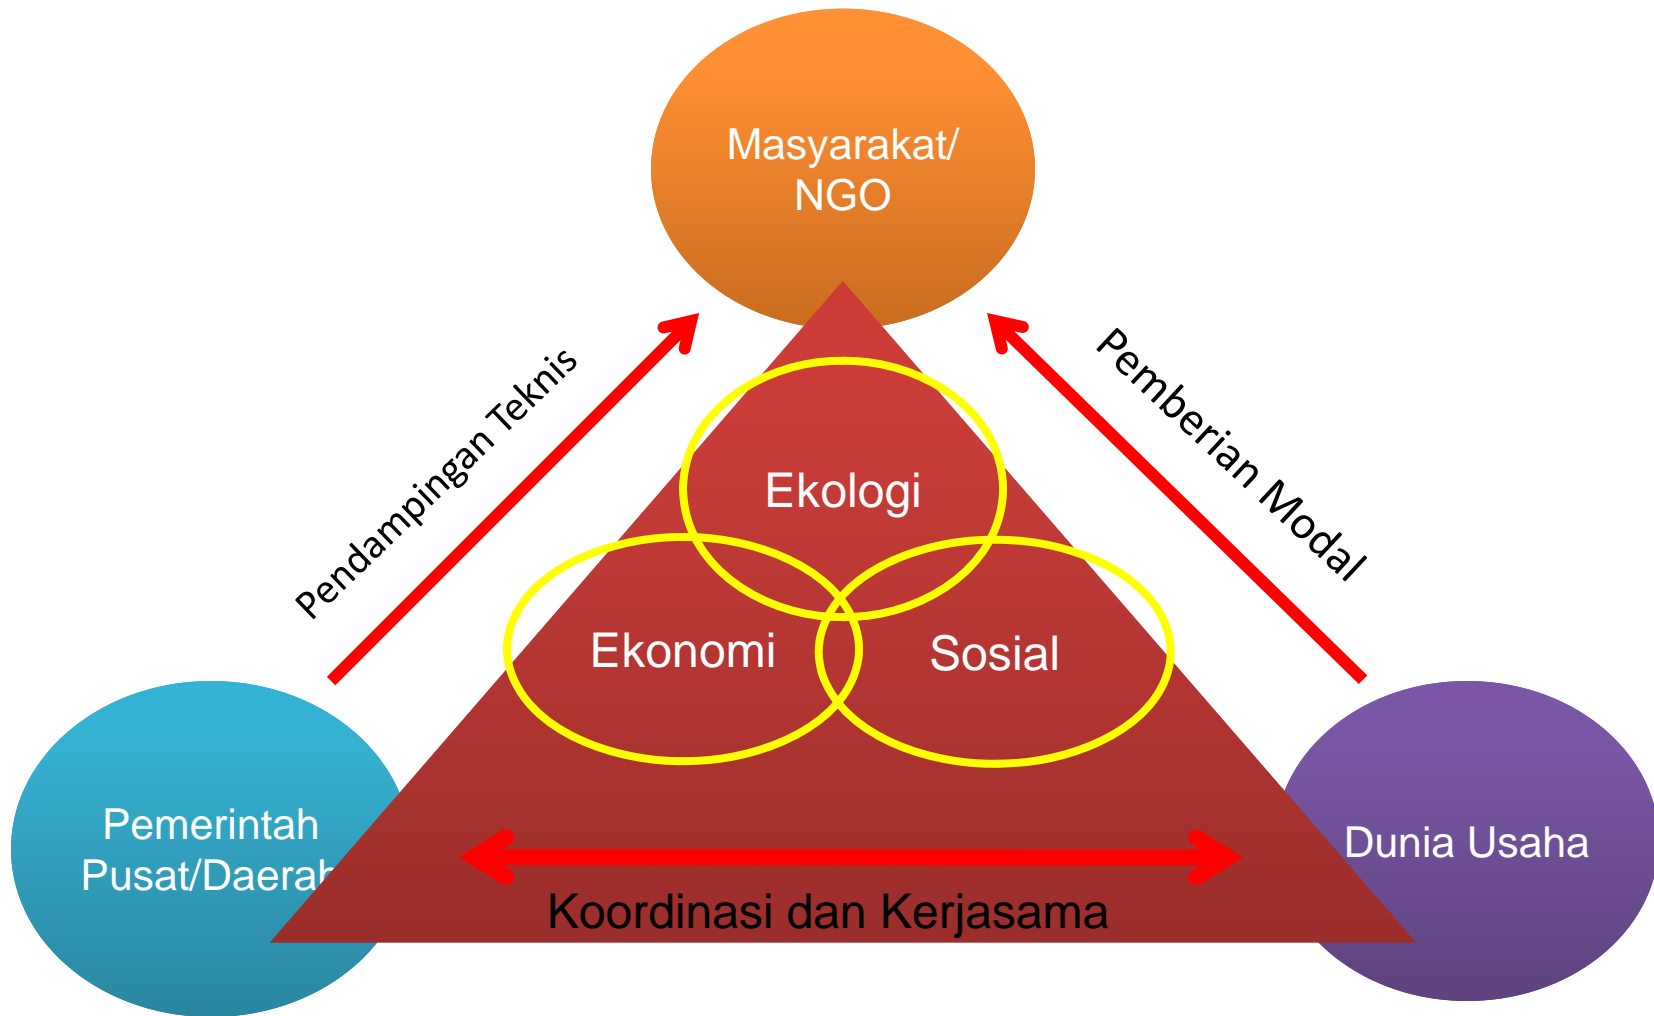 Masyarakat/
NGO
Pendampingan Teknis
Pemberian Modal
Ekologi
Ekonomi
Sosial
Pemerintah
Pusat/Daerah
Dunia Usaha
Koordinasi dan Kerjasama